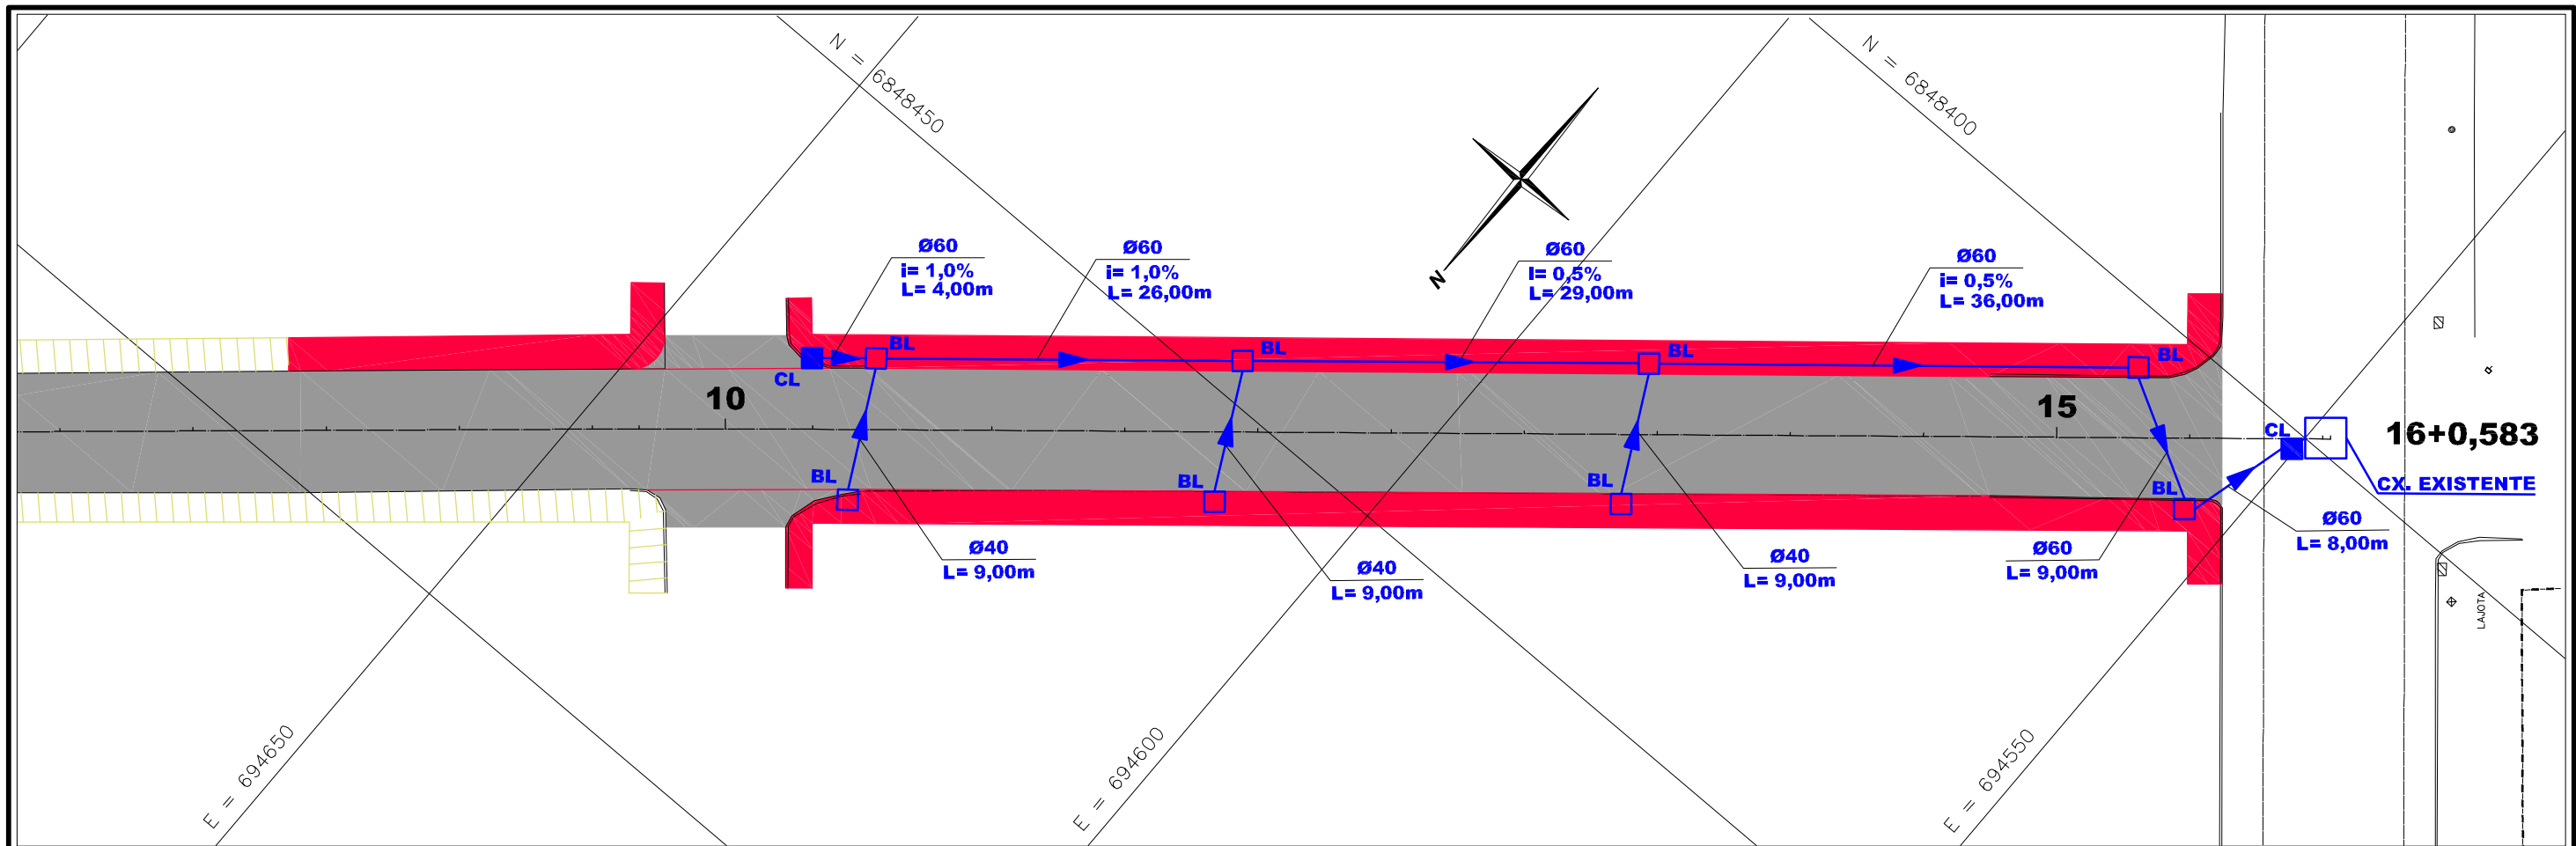 N = 6848450
N = 6848400
N
Ø60
i= 1,0%
L= 4,00m
Ø60
i= 1,0%
L= 26,00m
Ø60
I= 0,5%
L= 29,00m
Ø60
i= 0,5%
L= 36,00m
BL
BL
BL
BL
CL
10
15
CL
16+0,583
BL
BL
BL
BL
CX. EXISTENTE
Ø40
L= 9,00m
Ø40
L= 9,00m
Ø40
L= 9,00m
Ø60
L= 9,00m
Ø60
L= 8,00m
LAJOTA
E = 694650
E = 694600
E = 694550